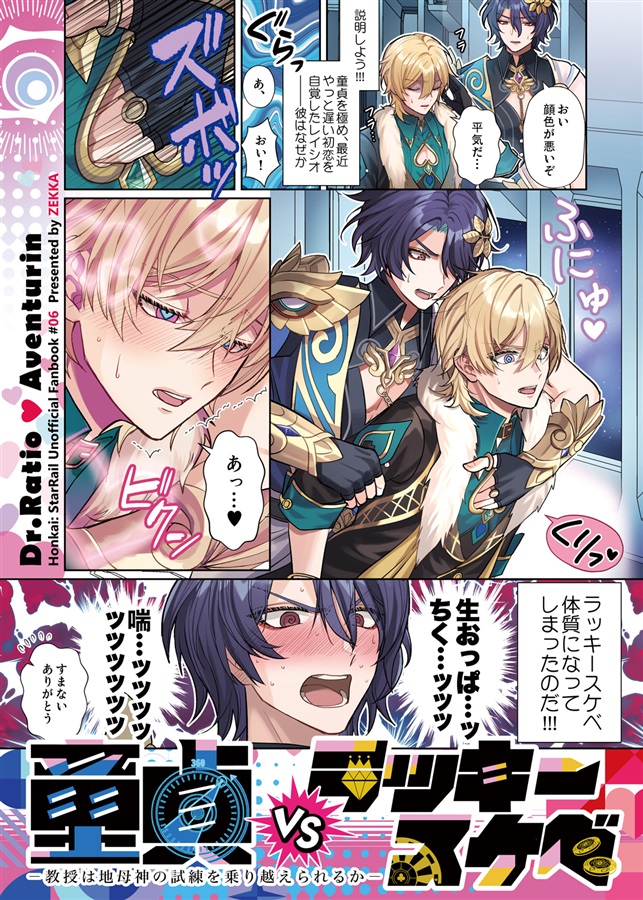 おい
顔色が悪いぞ
フラ
平気だ…
フラ…
説明しよう!!!
童貞を極め、最近
やっと遅い初恋を
自覚したレイシオ
――彼はなぜか
ぐらっ
あ、
おい!
ズボッ
ふにゅ♥
くりっ♥
あっ…♥
ビクン
ラッキースケベ
体質になって
しまったのだ!!!
生おっぱ…ッ
ちく…ッッッ
喘…ッッッッ
ッッッッッッ
すまない
ありがとう
Dr.Ratio ♥ Aventurin
Honkai: StarRail Unofficial Fanbook #06 Presented by ZEKKA
童貞
360
VS
ラッキー
スケベ
―教授は地母神の試練を乗り越えられるか―